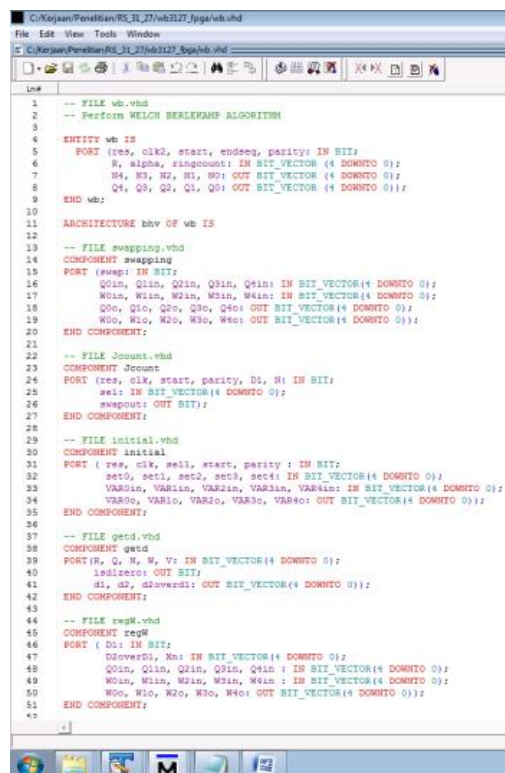 C:/Kerjaan/Penelitian/RS_31_27/wb3127_fpga/wb.vhd
File Edit View Tools Window
C:/Kerjaan/Penelitian/RS_31_27/wb3127_fpga/wb.vhd
Ln#
1 -- FILE wb.vhd
2 -- Perform WELCH BERLEKAMP ALGORITHM
3
4 ENTITY wb IS
5 PORT (res, clk2, start, endseq, parity: IN BIT;
6 R, alpha, ringcount: IN BIT_VECTOR (4 DOWNTO 0);
7 N4, N3, N2, N1, N0: OUT BIT_VECTOR (4 DOWNTO 0);
8 Q4, Q3, Q2, Q1, Q0: OUT BIT_VECTOR (4 DOWNTO 0));
9 END wb;
10
11 ARCHITECTURE bhv OF wb IS
12
13 -- FILE swapping.vhd
14 COMPONENT swapping
15 PORT (swap: IN BIT;
16 Q0in, Q1in, Q2in, Q3in, Q4in: IN BIT_VECTOR(4 DOWNTO 0);
17 W0in, W1in, W2in, W3in, W4in: IN BIT_VECTOR(4 DOWNTO 0);
18 Q0o, Q1o, Q2o, Q3o, Q4o: OUT BIT_VECTOR(4 DOWNTO 0);
19 W0o, W1o, W2o, W3o, W4o: OUT BIT_VECTOR(4 DOWNTO 0));
20 END COMPONENT;
21
22 -- FILE Jcount.vhd
23 COMPONENT Jcount
24 PORT (res, clk, start, parity, D1, N: IN BIT;
25 sel: IN BIT_VECTOR(4 DOWNTO 0);
26 swapout: OUT BIT);
27 END COMPONENT;
28
29 -- FILE initial.vhd
30 COMPONENT initial
31 PORT ( res, clk, sel1, start, parity : IN BIT;
32 set0, set1, set2, set3, set4: IN BIT_VECTOR(4 DOWNTO 0);
33 VAR0in, VAR1in, VAR2in, VAR3in, VAR4in: IN BIT_VECTOR(4 DOWNTO 0);
34 VAR0o, VAR1o, VAR2o, VAR3o, VAR4o: OUT BIT_VECTOR(4 DOWNTO 0));
35 END COMPONENT;
36
37 -- FILE getd.vhd
38 COMPONENT getd
39 PORT(R, Q, N, W, V: IN BIT_VECTOR(4 DOWNTO 0);
40 isd1zero: OUT BIT;
41 d1, d2, d2overd1: OUT BIT_VECTOR(4 DOWNTO 0));
42 END COMPONENT;
43
44 -- FILE regW.vhd
45 COMPONENT regW
46 PORT ( D1: IN BIT;
47 D2overD1, Xn: IN BIT_VECTOR(4 DOWNTO 0);
48 Q0in, Q1in, Q2in, Q3in, Q4in : IN BIT_VECTOR(4 DOWNTO 0);
49 W0in, W1in, W2in, W3in, W4in : IN BIT_VECTOR(4 DOWNTO 0);
50 W0o, W1o, W2o, W3o, W4o: OUT BIT_VECTOR(4 DOWNTO 0));
51 END COMPONENT;
52